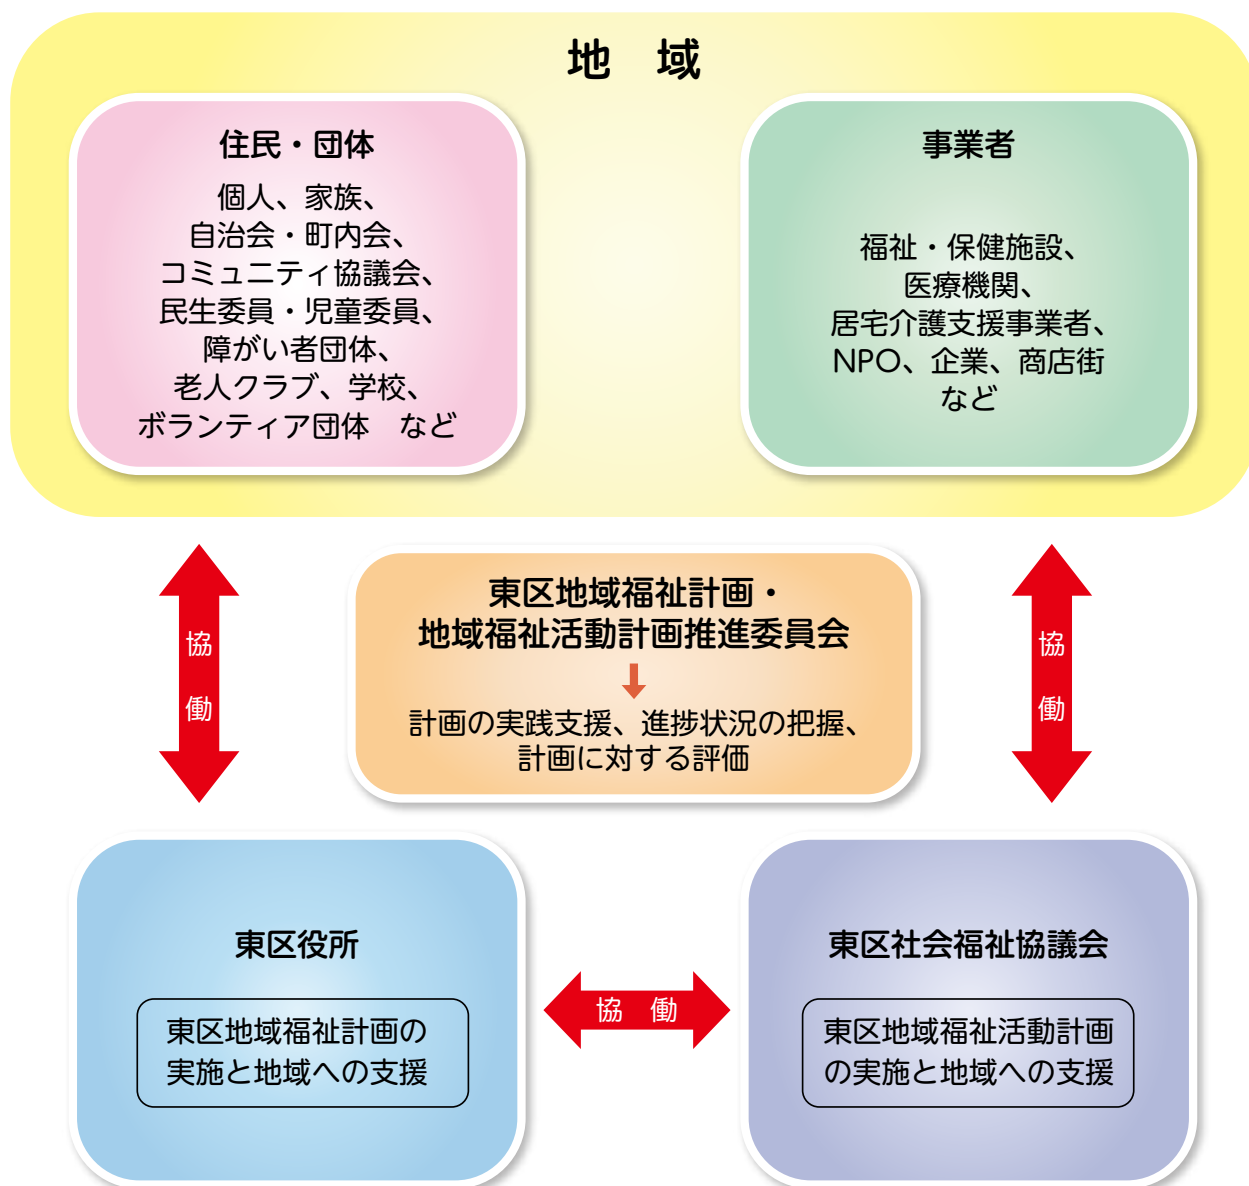 地　域
住民・団体
個人、家族、
自治会・町内会、
コミュニティ協議会、
民生委員・児童委員、
障がい者団体、
老人クラブ、学校、
ボランティア団体　など
事業者
福祉・保健施設、
医療機関、
居宅介護支援事業者、
NPO、企業、商店街
など
協働
東区地域福祉計画・
地域福祉活動計画推進委員会
計画の実践支援、進捗状況の把握、
計画に対する評価
協働
東区役所
東区地域福祉計画の
実施と地域への支援
協　働
東区社会福祉協議会
東区地域福祉活動計画
の実施と地域への支援